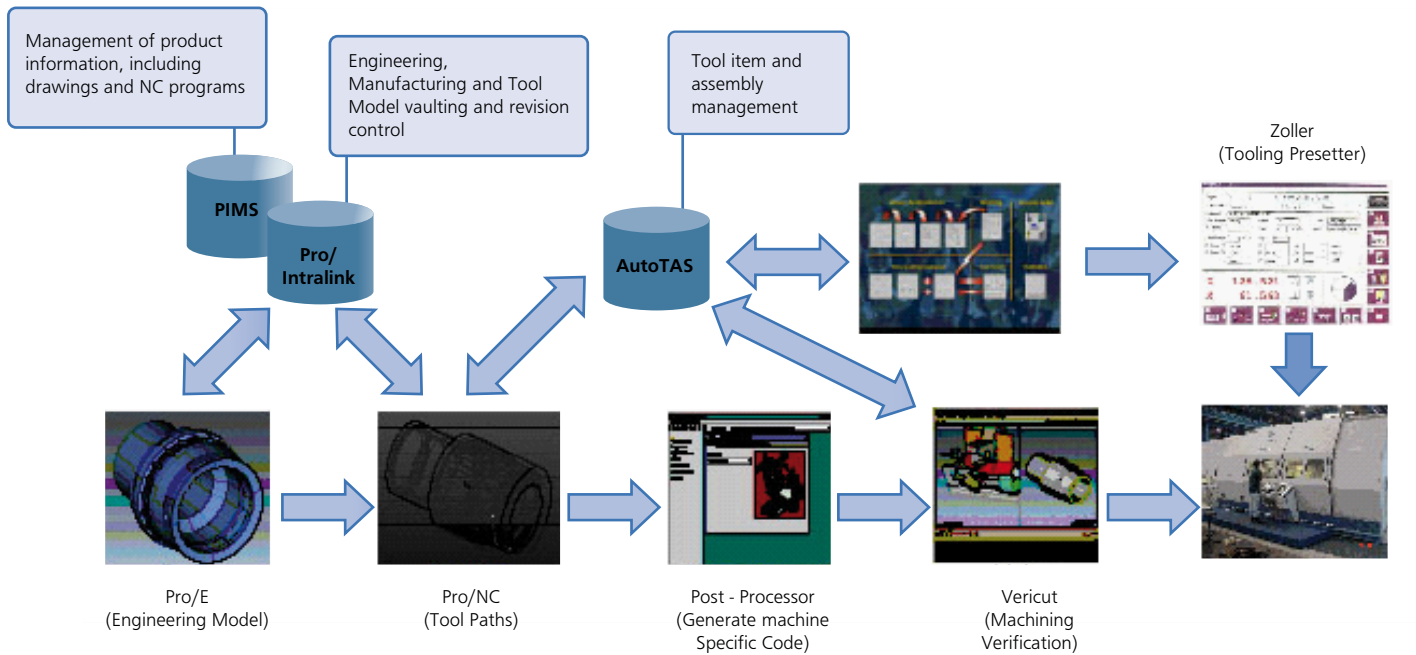 Management of product
information, including
drawings and NC programs
Engineering,
Manufacturing and Tool
Model vaulting and revision
control
Tool item and
assembly
management
Zoller
(Tooling Presetter)
PIMS
Pro/
Intralink
AutoTAS
Pro/E
(Engineering Model)
Pro/NC
(Tool Paths)
Post - Processor
(Generate machine
Specific Code)
Vericut
(Machining
Verification)